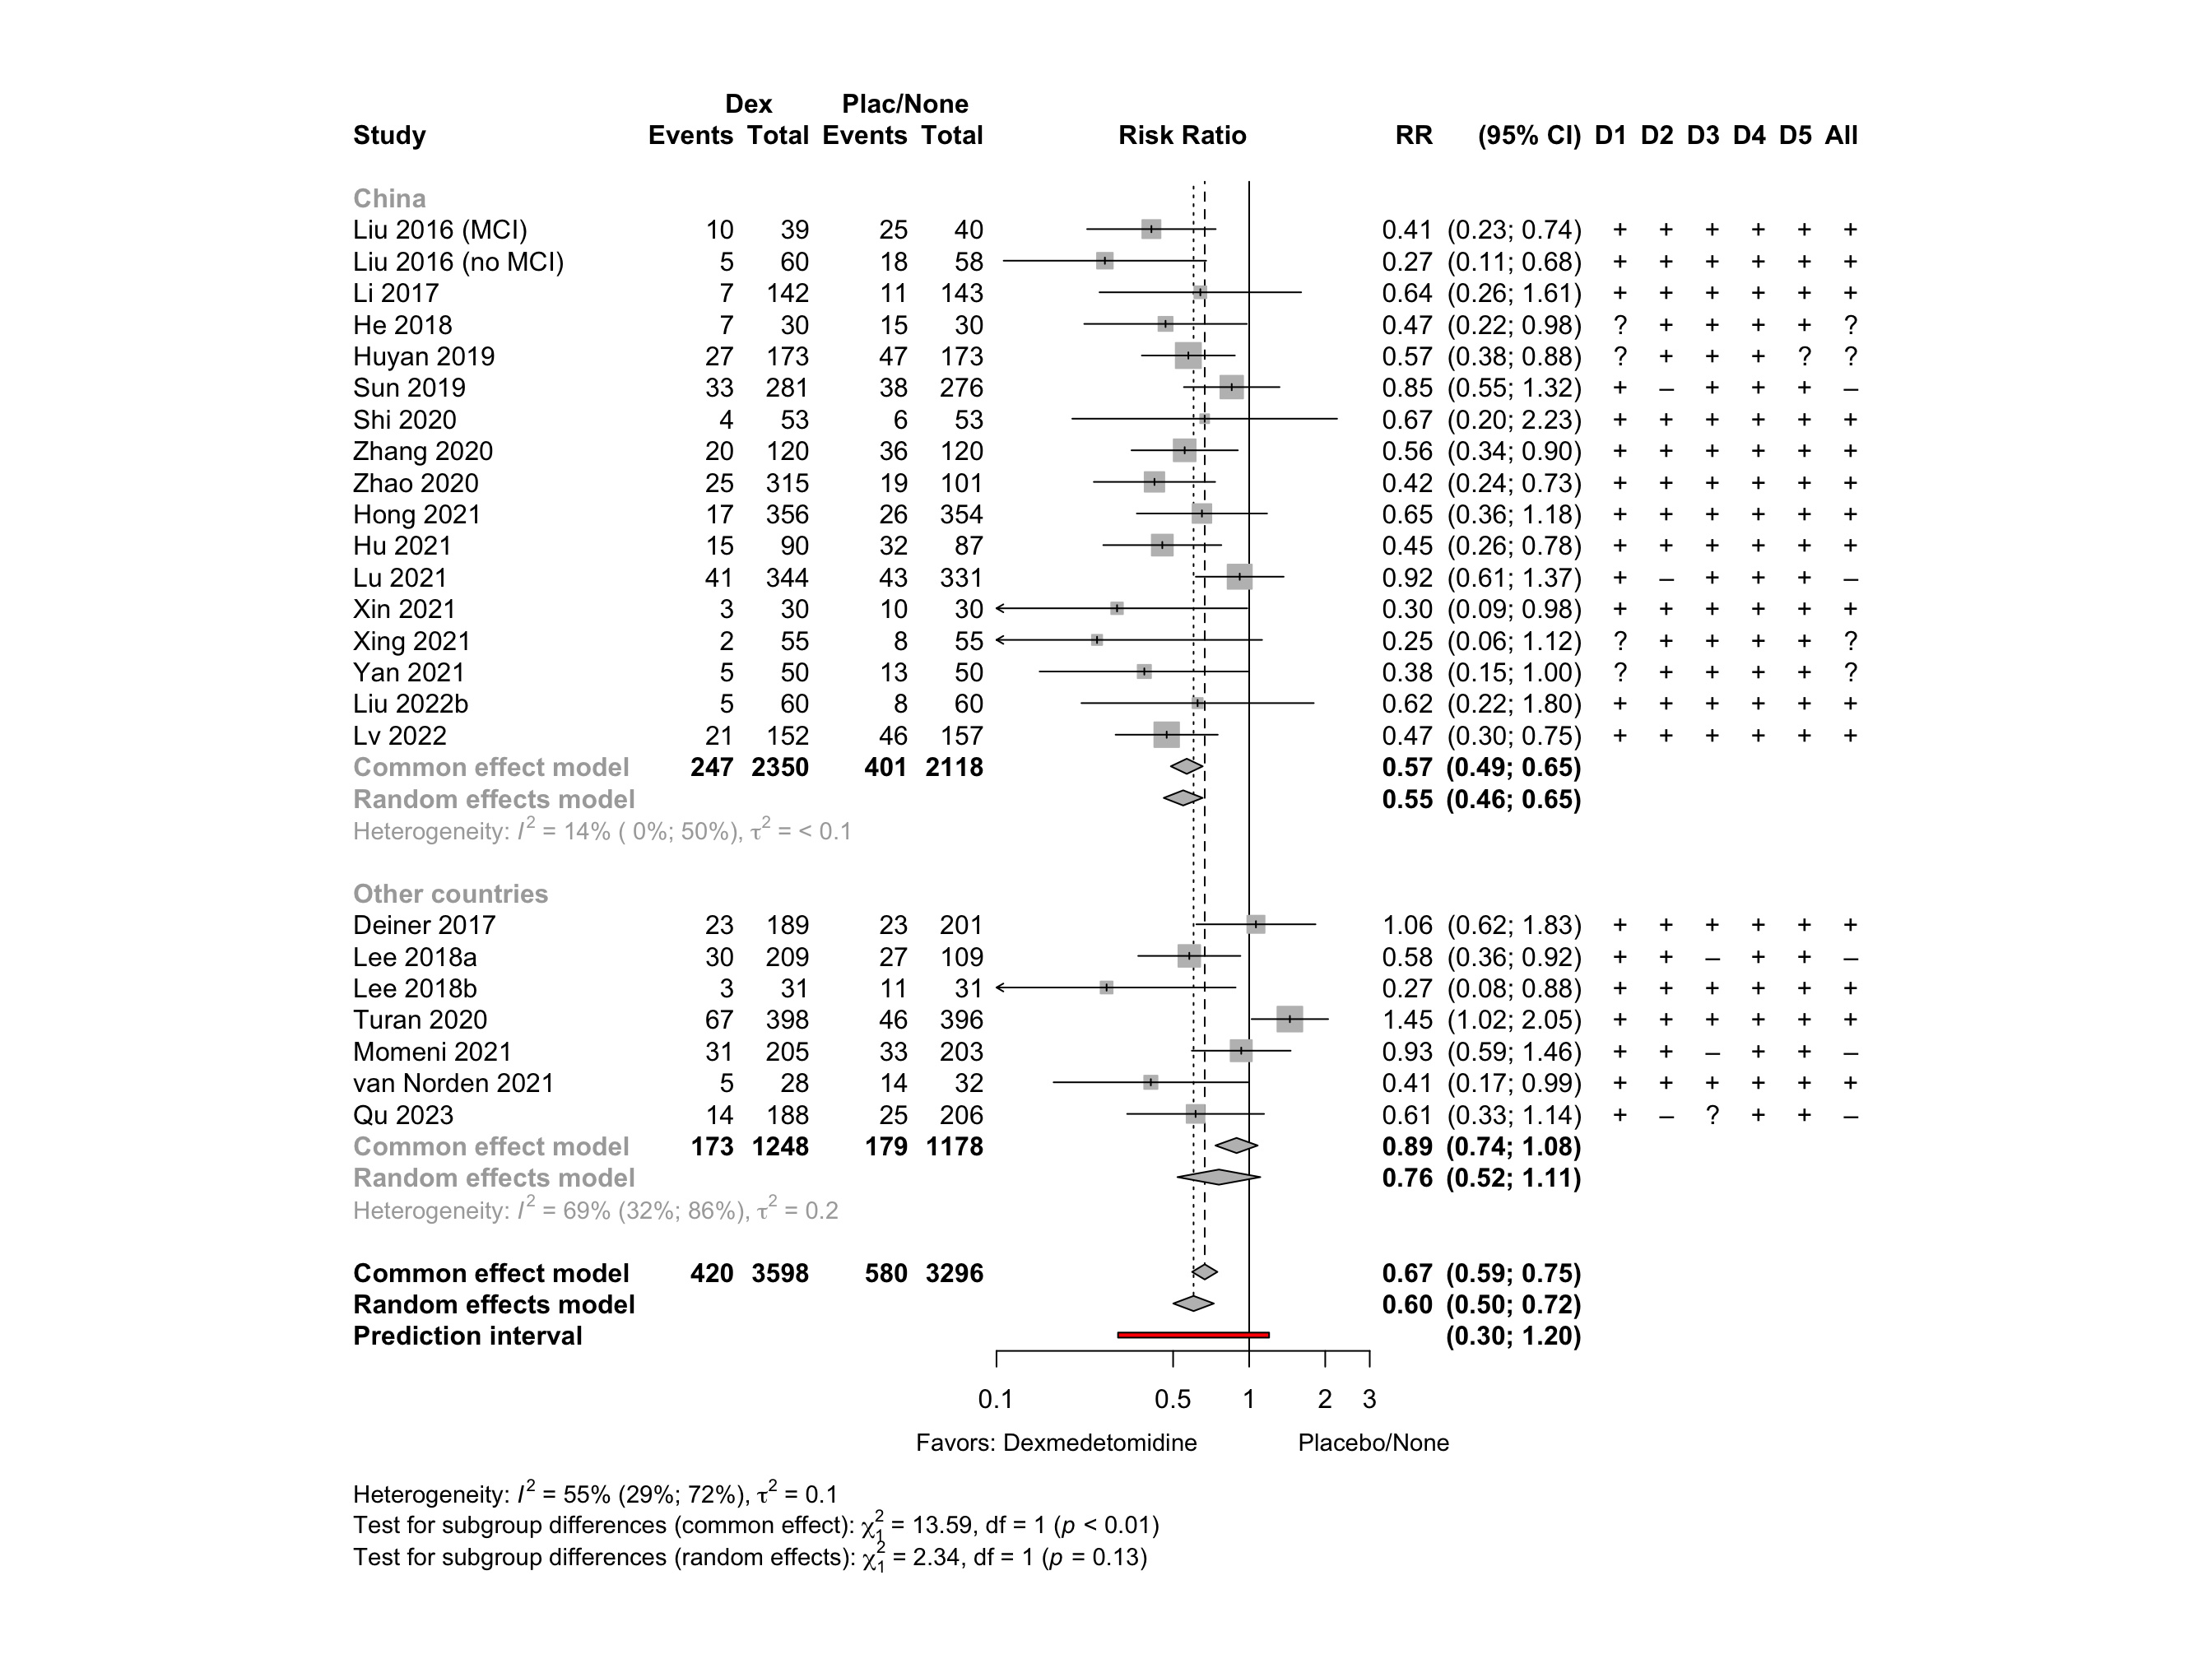 Dex Plac/None
Study Events Total Events Total Risk Ratio RR (95% CI) D1 D2 D3 D4 D5 All
China
Liu 2016 (MCI) 10 39 25 40 0.41 (0.23; 0.74) + + + + + +
Liu 2016 (no MCI) 5 60 18 58 0.27 (0.11; 0.68) + + + + + +
Li 2017 7 142 11 143 0.64 (0.26; 1.61) + + + + + +
He 2018 7 30 15 30 0.47 (0.22; 0.98) ? + + + + ?
Huyan 2019 27 173 47 173 0.57 (0.38; 0.88) ? + + + ? ?
Sun 2019 33 281 38 276 0.85 (0.55; 1.32) + – + + + –
Shi 2020 4 53 6 53 0.67 (0.20; 2.23) + + + + + +
Zhang 2020 20 120 36 120 0.56 (0.34; 0.90) + + + + + +
Zhao 2020 25 315 19 101 0.42 (0.24; 0.73) + + + + + +
Hong 2021 17 356 26 354 0.65 (0.36; 1.18) + + + + + +
Hu 2021 15 90 32 87 0.45 (0.26; 0.78) + + + + + +
Lu 2021 41 344 43 331 0.92 (0.61; 1.37) + – + + + –
Xin 2021 3 30 10 30 0.30 (0.09; 0.98) + + + + + +
Xing 2021 2 55 8 55 0.25 (0.06; 1.12) ? + + + + ?
Yan 2021 5 50 13 50 0.38 (0.15; 1.00) ? + + + + ?
Liu 2022b 5 60 8 60 0.62 (0.22; 1.80) + + + + + +
Lv 2022 21 152 46 157 0.47 (0.30; 0.75) + + + + + +
Common effect model 247 2350 401 2118 0.57 (0.49; 0.65)
Random effects model 0.55 (0.46; 0.65)
Heterogeneity: I² = 14% ( 0%; 50%), τ² = < 0.1
Other countries
Deiner 2017 23 189 23 201 1.06 (0.62; 1.83) + + + + + +
Lee 2018a 30 209 27 109 0.58 (0.36; 0.92) + + – + + –
Lee 2018b 3 31 11 31 0.27 (0.08; 0.88) + + + + + +
Turan 2020 67 398 46 396 1.45 (1.02; 2.05) + + + + + +
Momeni 2021 31 205 33 203 0.93 (0.59; 1.46) + + – + + –
van Norden 2021 5 28 14 32 0.41 (0.17; 0.99) + + + + + +
Qu 2023 14 188 25 206 0.61 (0.33; 1.14) + – ? + + –
Common effect model 173 1248 179 1178 0.89 (0.74; 1.08)
Random effects model 0.76 (0.52; 1.11)
Heterogeneity: I² = 69% (32%; 86%), τ² = 0.2
Common effect model 420 3598 580 3296 0.67 (0.59; 0.75)
Random effects model 0.60 (0.50; 0.72)
Prediction interval (0.30; 1.20)
0.1 0.5 1 2 3
Favors: Dexmedetomidine Placebo/None
Heterogeneity: I² = 55% (29%; 72%), τ² = 0.1
Test for subgroup differences (common effect): χ²₁ = 13.59, df = 1 (p < 0.01)
Test for subgroup differences (random effects): χ²₁ = 2.34, df = 1 (p = 0.13)